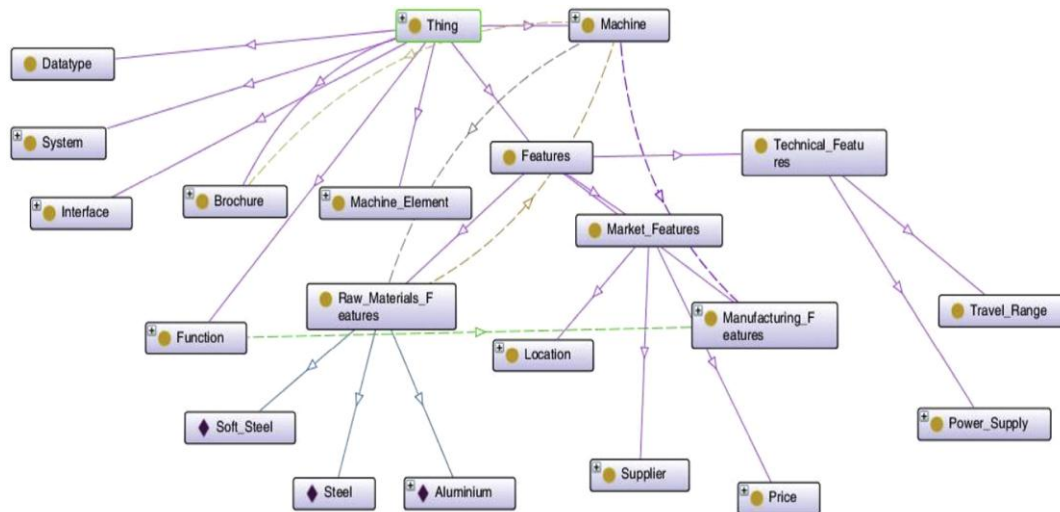 Thing
Machine
Datatype
System
Interface
Brochure
Machine_Element
Features
Technical_Featu
res
Market_Features
Raw_Materials_F
eatures
Function
Location
Manufacturing_F
eatures
Travel_Range
Soft_Steel
Steel
Aluminium
Supplier
Price
Power_Supply